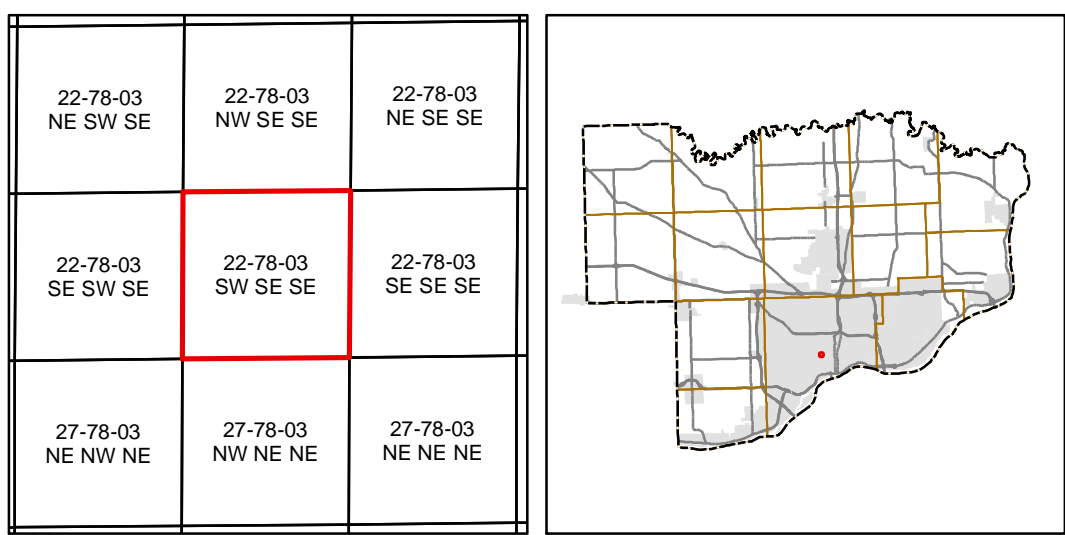 22-78-03
NE SW SE
22-78-03
NW SE SE
22-78-03
NE SE SE
22-78-03
SE SW SE
22-78-03
SW SE SE
22-78-03
SE SE SE
27-78-03
NE NW NE
27-78-03
NW NE NE
27-78-03
NE NE NE